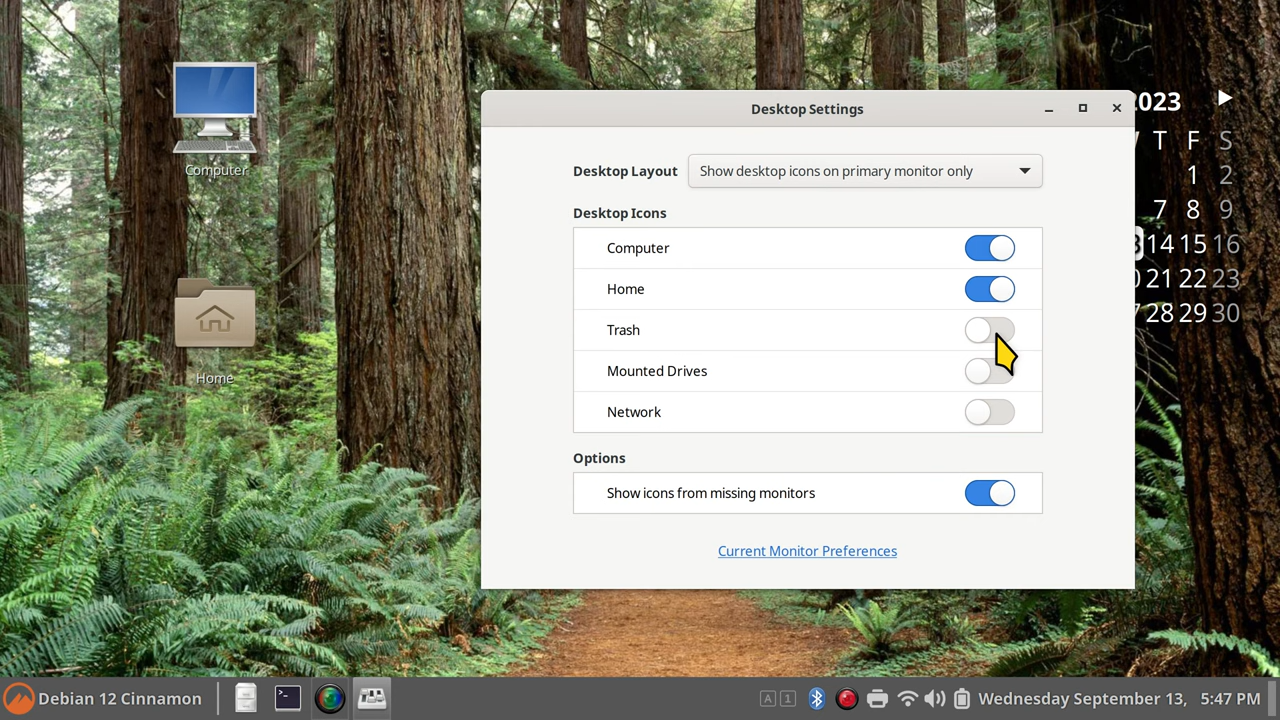 Computer
Home
Desktop Settings
Desktop Layout
Show desktop icons on primary monitor only
Desktop Icons
Computer
Home
Trash
Mounted Drives
Network
Options
Show icons from missing monitors
Current Monitor Preferences
2023
T F S
1 2
7 8 9
14 15 16
21 22 23
28 29 30
Debian 12 Cinnamon
A 1
Wednesday September 13, 5:47 PM